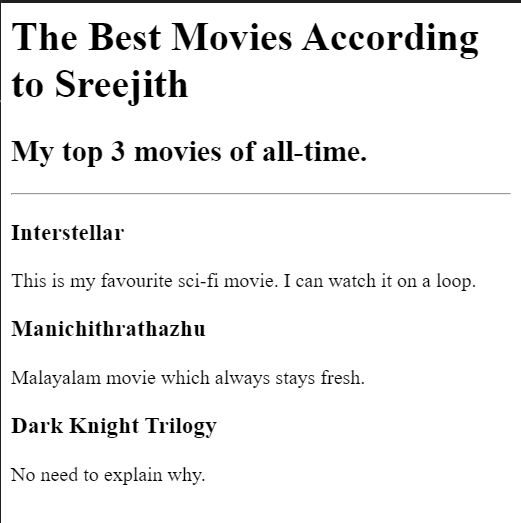 The Best Movies According
to Sreejith
My top 3 movies of all-time.
Interstellar
This is my favourite sci-fi movie. I can watch it on a loop.
Manichithrathazhu
Malayalam movie which always stays fresh.
Dark Knight Trilogy
No need to explain why.